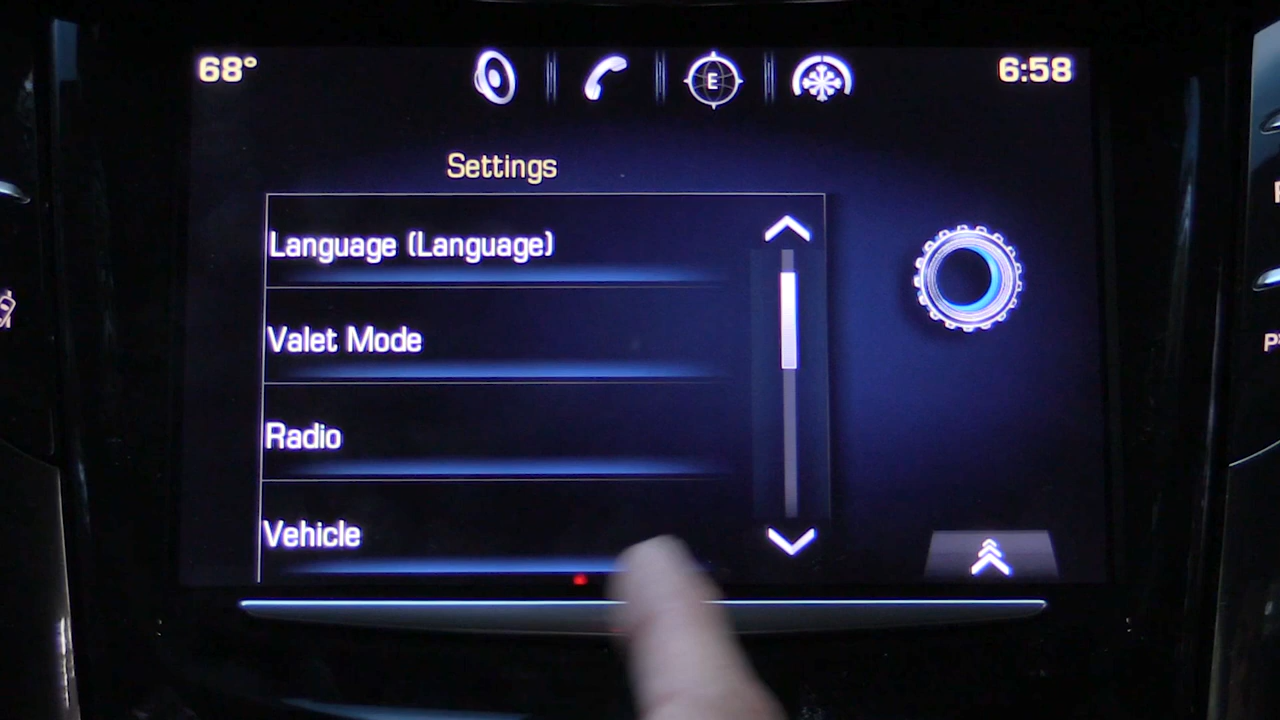 68°
E
6:58
Settings
Language (Language)
Valet Mode
Radio
Vehicle